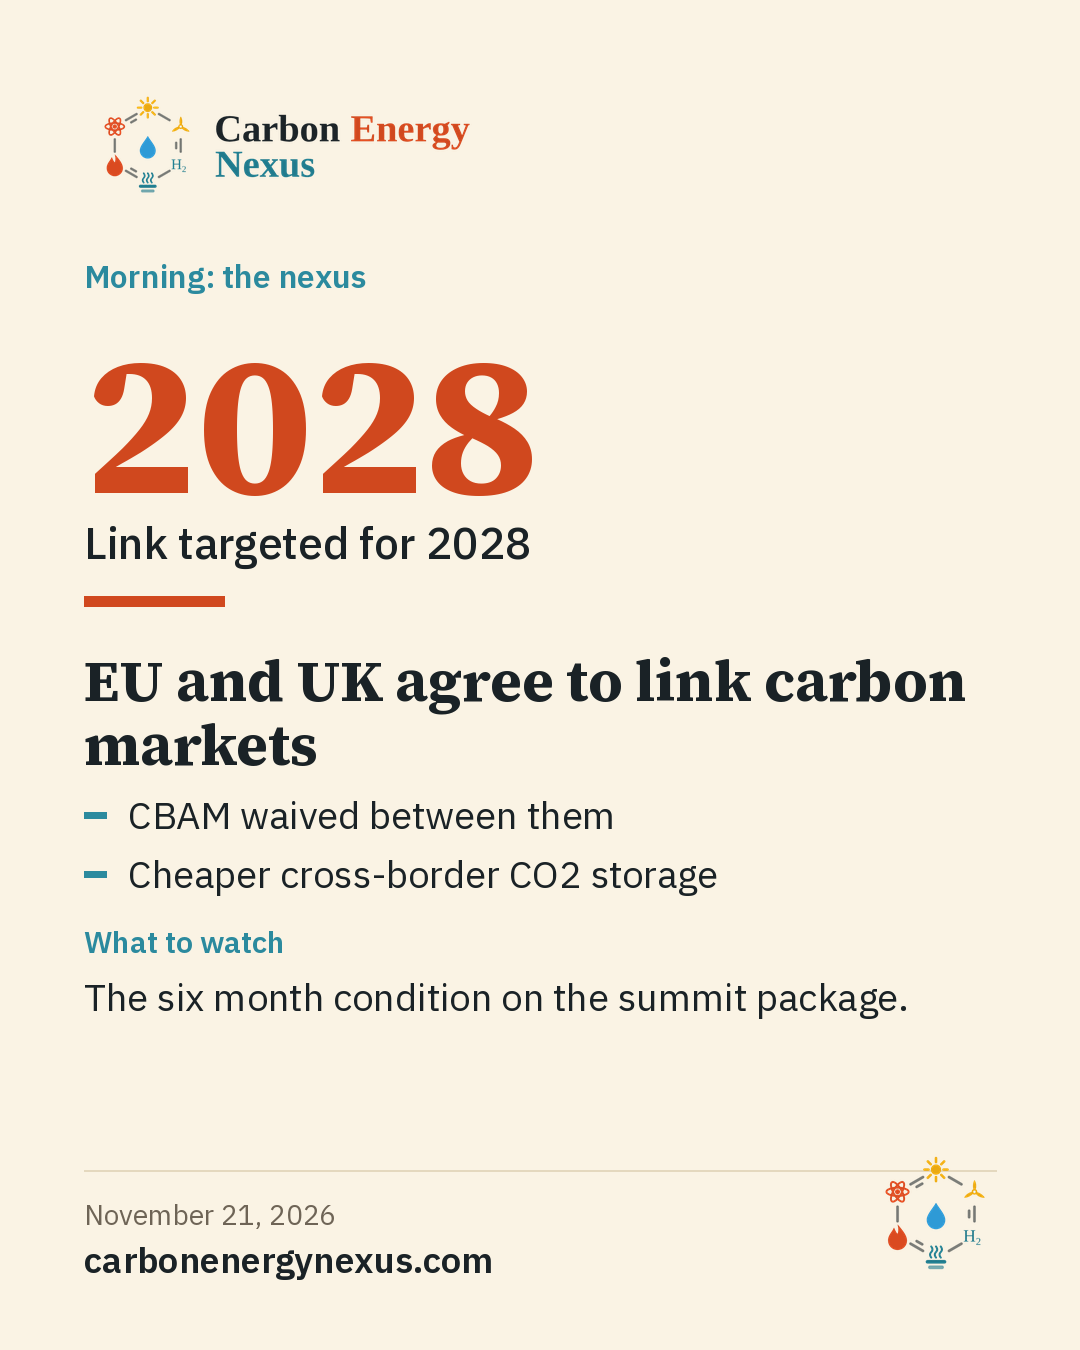 Carbon Energy
Nexus
H₂
Morning: the nexus
2028
Link targeted for 2028
EU and UK agree to link carbon
markets
CBAM waived between them
Cheaper cross-border CO2 storage
What to watch
The six month condition on the summit package.
November 21, 2026
carbonenergynexus.com
H₂